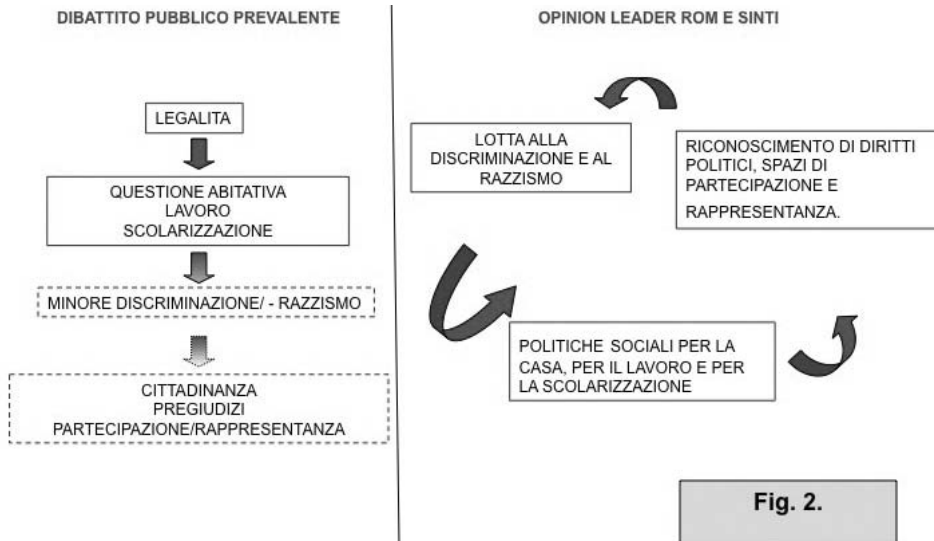 DIBATTITO PUBBLICO PREVALENTE
LEGALITA
QUESTIONE ABITATIVA
LAVORO
SCOLARIZZAZIONE
MINORE DISCRIMINAZIONE/ - RAZZISMO
CITTADINANZA
PREGIUDIZI
PARTECIPAZIONE/RAPPRESENTANZA
OPINION LEADER ROM E SINTI
LOTTA ALLA
DISCRIMINAZIONE E AL
RAZZISMO
RICONOSCIMENTO DI DIRITTI
POLITICI, SPAZI DI
PARTECIPAZIONE E
RAPPRESENTANZA.
POLITICHE SOCIALI PER LA
CASA, PER IL LAVORO E PER
LA SCOLARIZZAZIONE
Fig. 2.